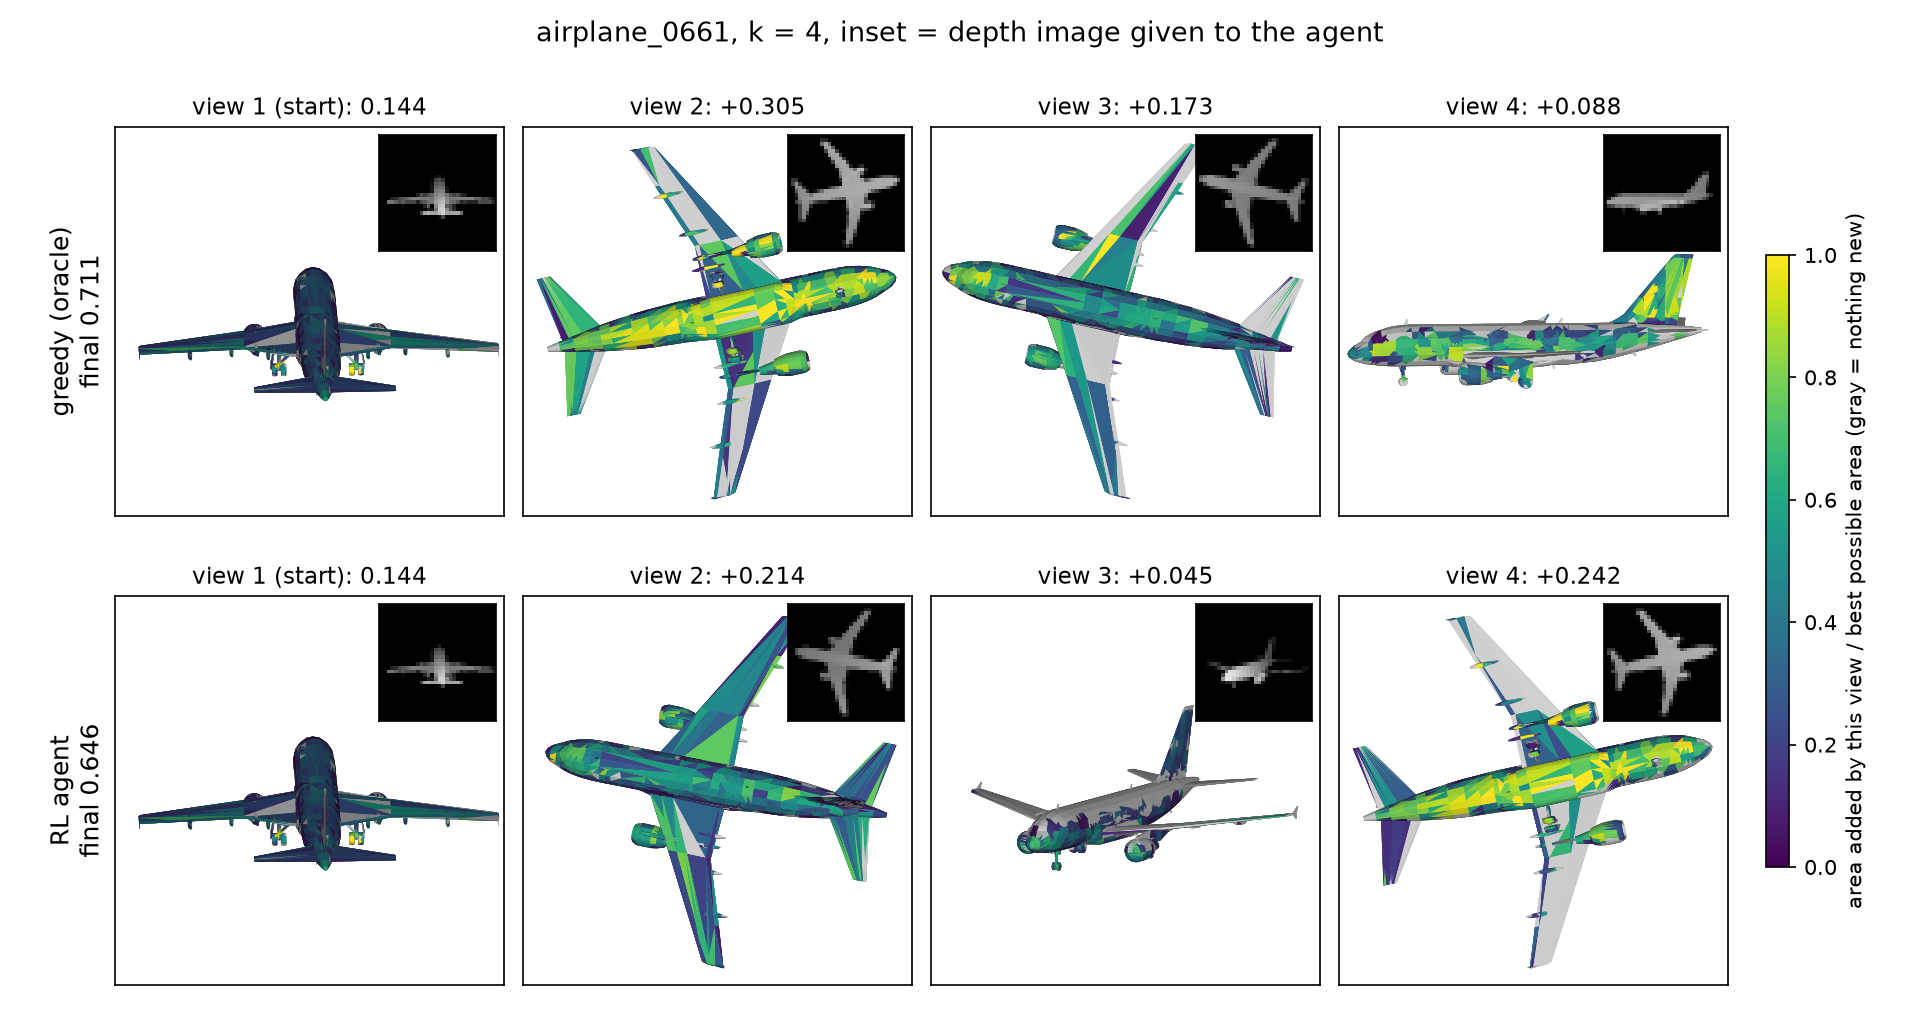 airplane_0661, k = 4, inset = depth image given to the agent
view 1 (start): 0.144
view 2: +0.305
view 3: +0.173
view 4: +0.088
greedy (oracle)
final 0.711
view 1 (start): 0.144
view 2: +0.214
view 3: +0.045
view 4: +0.242
RL agent
final 0.646
1.0
0.8
0.6
0.4
0.2
0.0
area added by this view / best possible area (gray = nothing new)